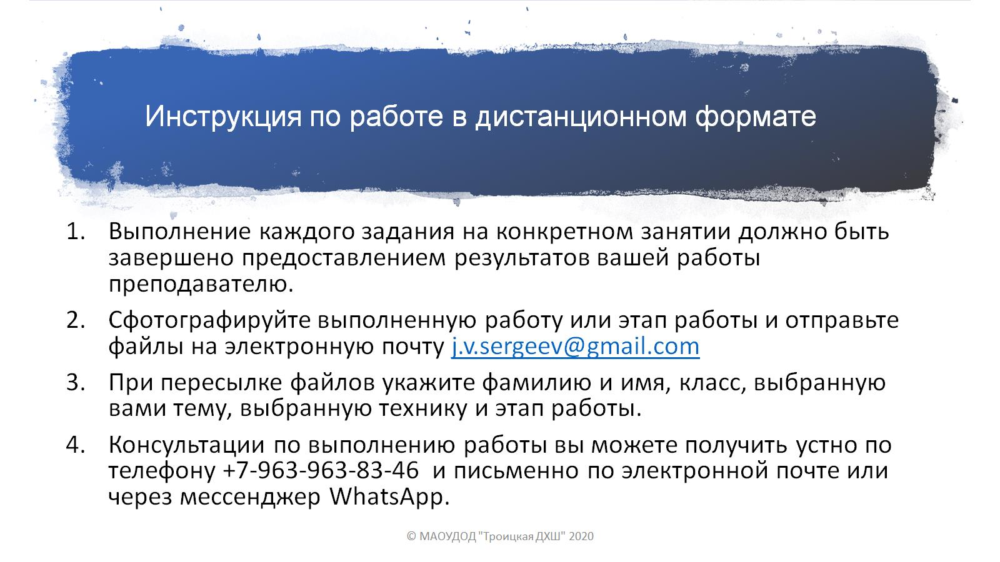 Инструкция по работе в дистанционном формате
1. Выполнение каждого задания на конкретном занятии должно быть
завершено предоставлением результатов вашей работы
преподавателю.
2. Сфотографируйте выполненную работу или этап работы и отправьте
файлы на электронную почту j.v.sergeev@gmail.com
3. При пересылке файлов укажите фамилию и имя, класс, выбранную
вами тему, выбранную технику и этап работы.
4. Консультации по выполнению работы вы можете получить устно по
телефону +7-963-963-83-46 и письменно по электронной почте или
через мессенджер WhatsApp.
© МАОУДОД "Троицкая ДХШ" 2020